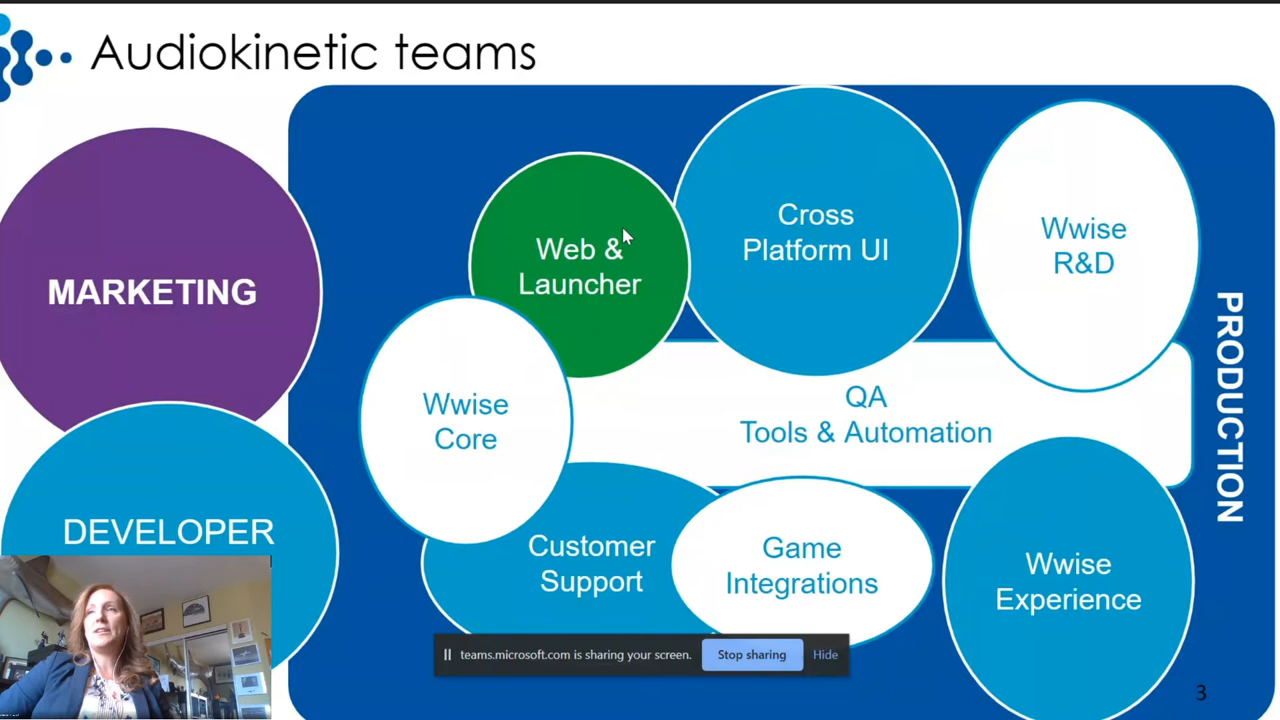 Audiokinetic teams
MARKETING
DEVELOPER
Web &
Launcher
Cross
Platform UI
Wwise
R&D
Wwise
Core
QA
Tools & Automation
PRODUCTION
Customer
Support
Game
Integrations
Wwise
Experience
teams.microsoft.com is sharing your screen.
Stop sharing
Hide
3